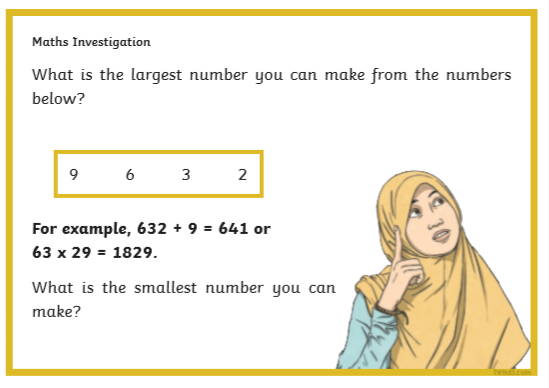 Maths Investigation
What is the largest number you can make from the numbers
below?
9 6 3 2
For example, 632 + 9 = 641 or
63 x 29 = 1829.
What is the smallest number you can
make?